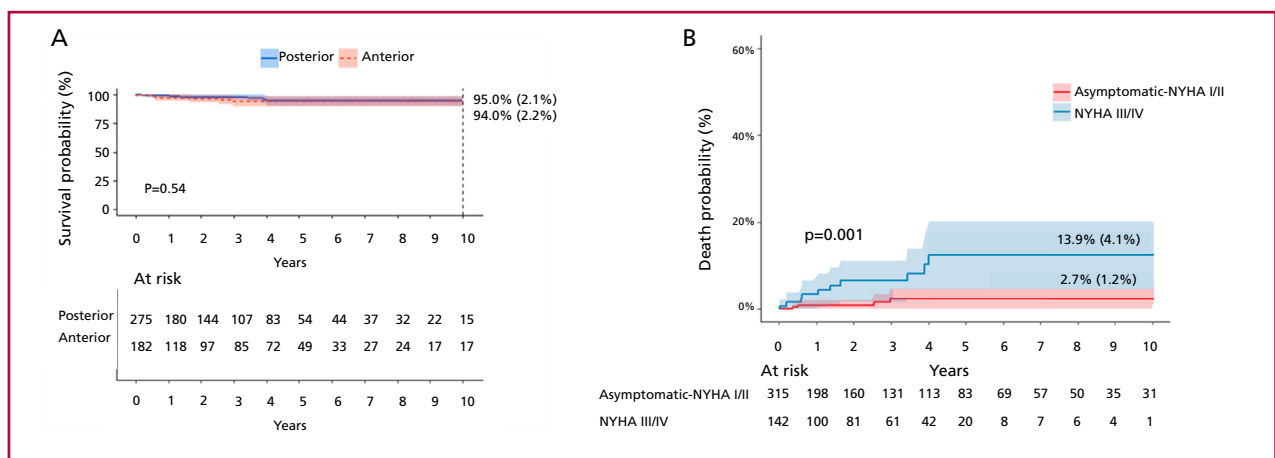 A
Posterior Anterior
Survival probability (%)
100
75
50
25
0
95.0% (2.1%)
94.0% (2.2%)
P=0.54
0 1 2 3 4 5 6 7 8 9 10
Years
At risk
Posterior 275 180 144 107 83 54 44 37 32 22 15
Anterior 182 118 97 85 72 49 33 27 24 17 17
0 1 2 3 4 5 6 7 8 9 10
Years
B
Death probability (%)
60%
40%
20%
0%
Asymptomatic-NYHA I/II
NYHA III/IV
p=0.001
13.9% (4.1%)
2.7% (1.2%)
0 1 2 3 4 5 6 7 8 9 10
At risk Years
Asymptomatic-NYHA I/II 315 198 160 131 113 83 69 57 50 35 31
NYHA III/IV 142 100 81 61 42 20 8 7 6 4 1